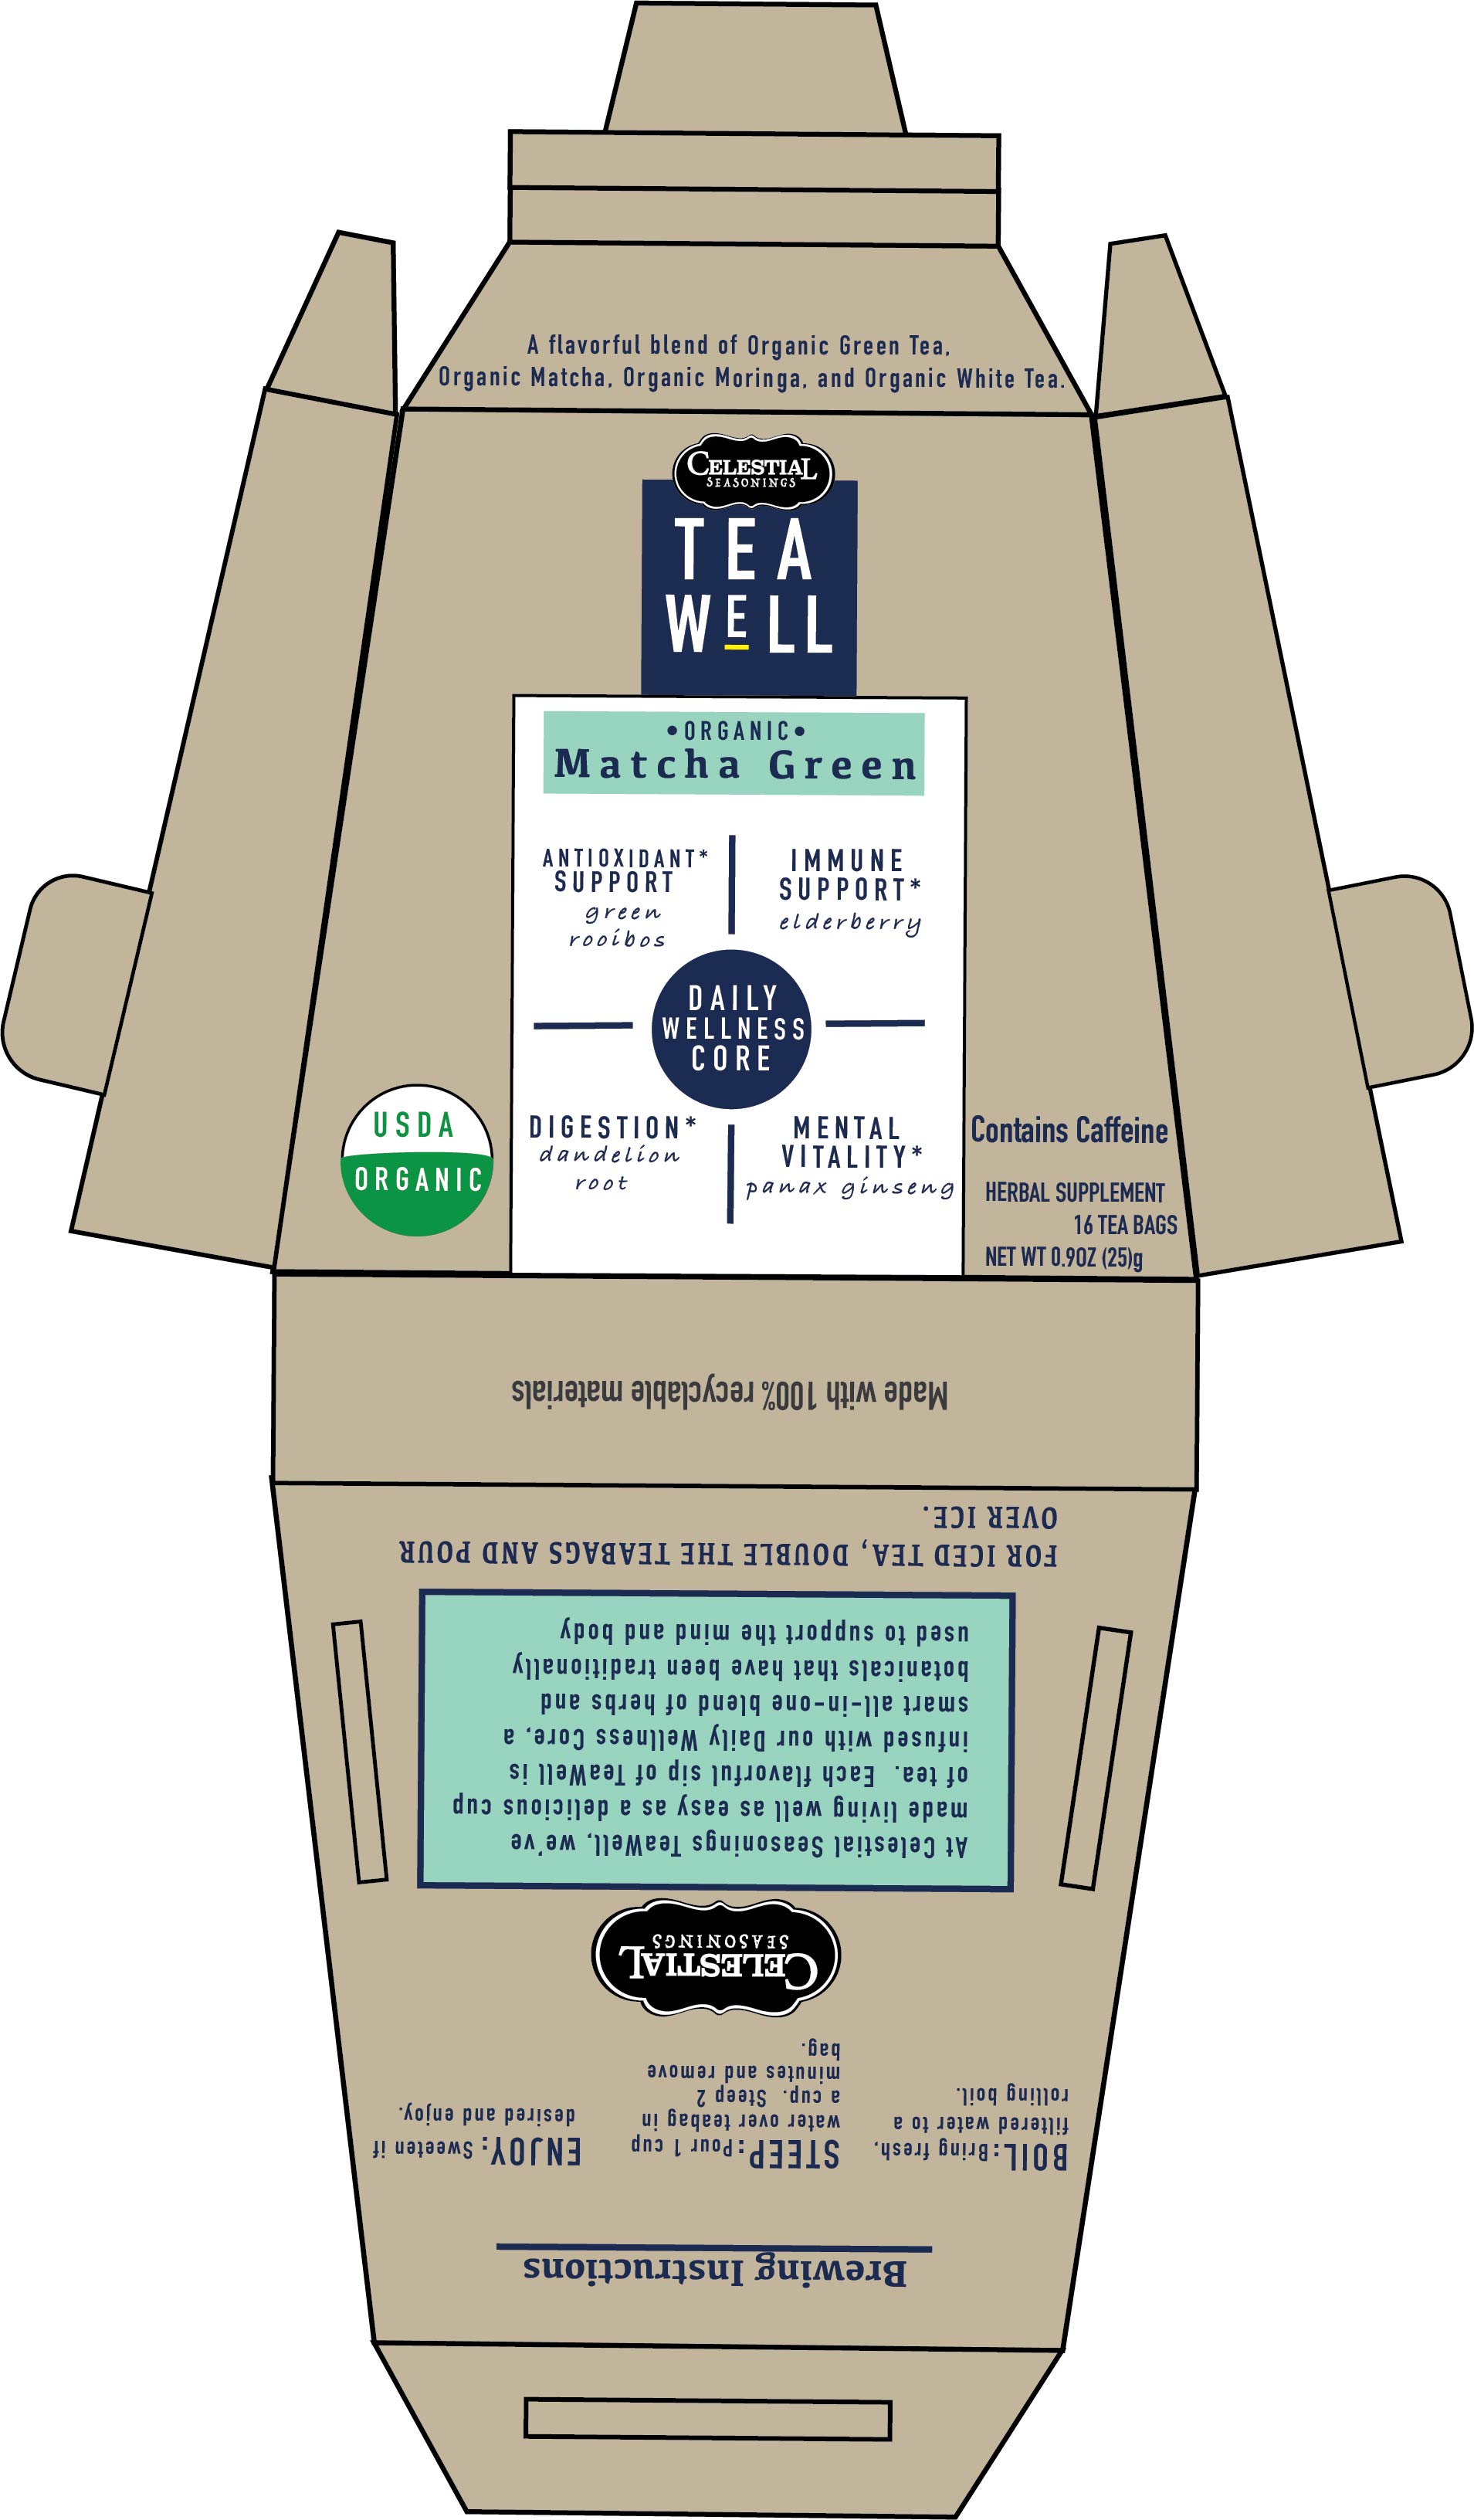 A flavorful blend of Organic Green Tea,
Organic Matcha, Organic Moringa, and Organic White Tea.
CELESTIAL
SEASONINGS
TEA
WELL
•ORGANIC•
Matcha Green
ANTIOXIDANT*
SUPPORT
green
rooibos
IMMUNE
SUPPORT*
elderberry
DAILY
WELLNESS
CORE
DIGESTION*
dandelion
root
MENTAL
VITALITY*
panax ginseng
USDA
ORGANIC
Contains Caffeine
HERBAL SUPPLEMENT
16 TEA BAGS
NET WT 0.9OZ (25)g
Made with 100% recyclable materials
Brewing Instructions
BOIL: Bring fresh,
filtered water to a
rolling boil.
STEEP: Pour 1 cup
water over teabag in
a cup. Steep 2
minutes and remove
bag.
ENJOY: Sweeten if
desired and enjoy.
CELESTIAL
SEASONINGS
At Celestial Seasonings TeaWell, we've
made living well as easy as a delicious cup
of tea. Each flavorful sip of TeaWell is
infused with our Daily Wellness Core, a
smart all-in-one blend of herbs and
botanicals that have been traditionally
used to support the mind and body
FOR ICED TEA, DOUBLE THE TEABAGS AND POUR
OVER ICE.